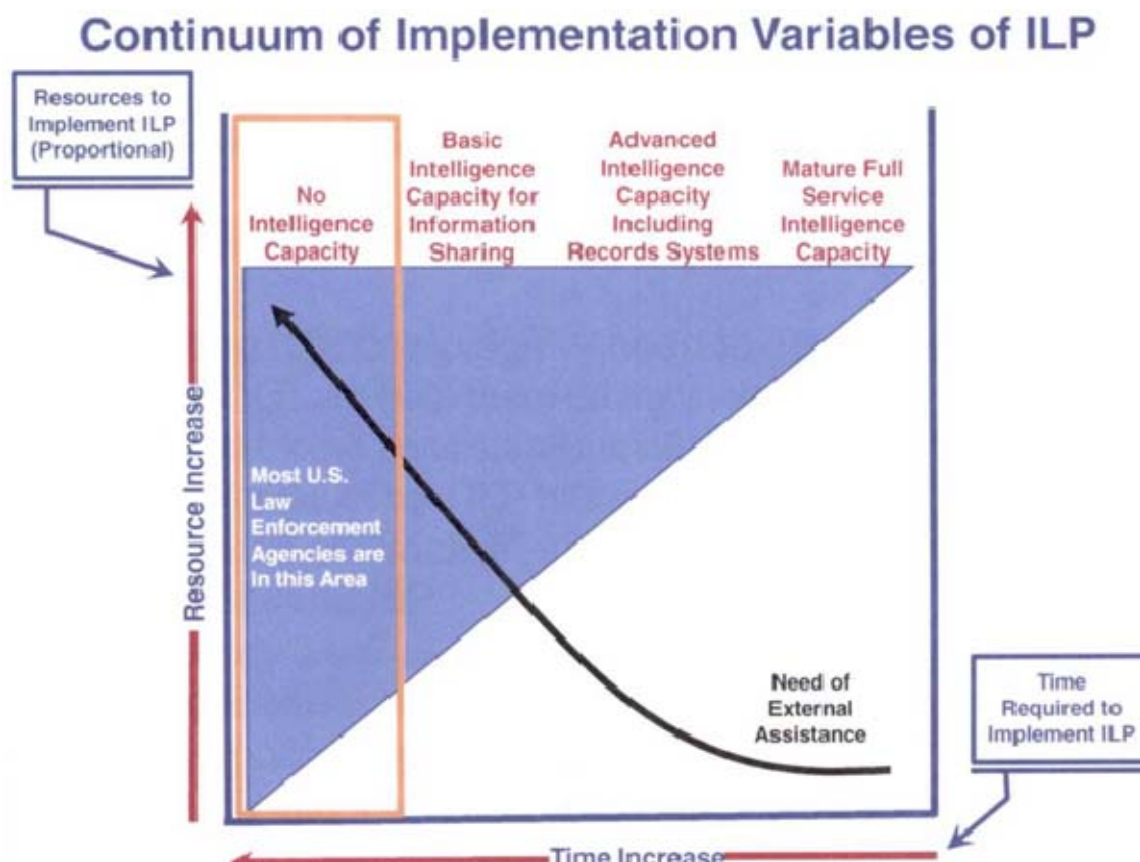 Continuum of Implementation Variables of ILP
Resources to
Implement ILP
(Proportional)
No
Intelligence
Capacity
Basic
Intelligence
Capacity for
Information
Sharing
Advanced
Intelligence
Capacity
Including
Records Systems
Mature Full
Service
Intelligence
Capacity
Resource Increase
Most U.S.
Law
Enforcement
Agencies are
In this Area
Need of
External
Assistance
Time
Required to
Implement ILP
Time Increase